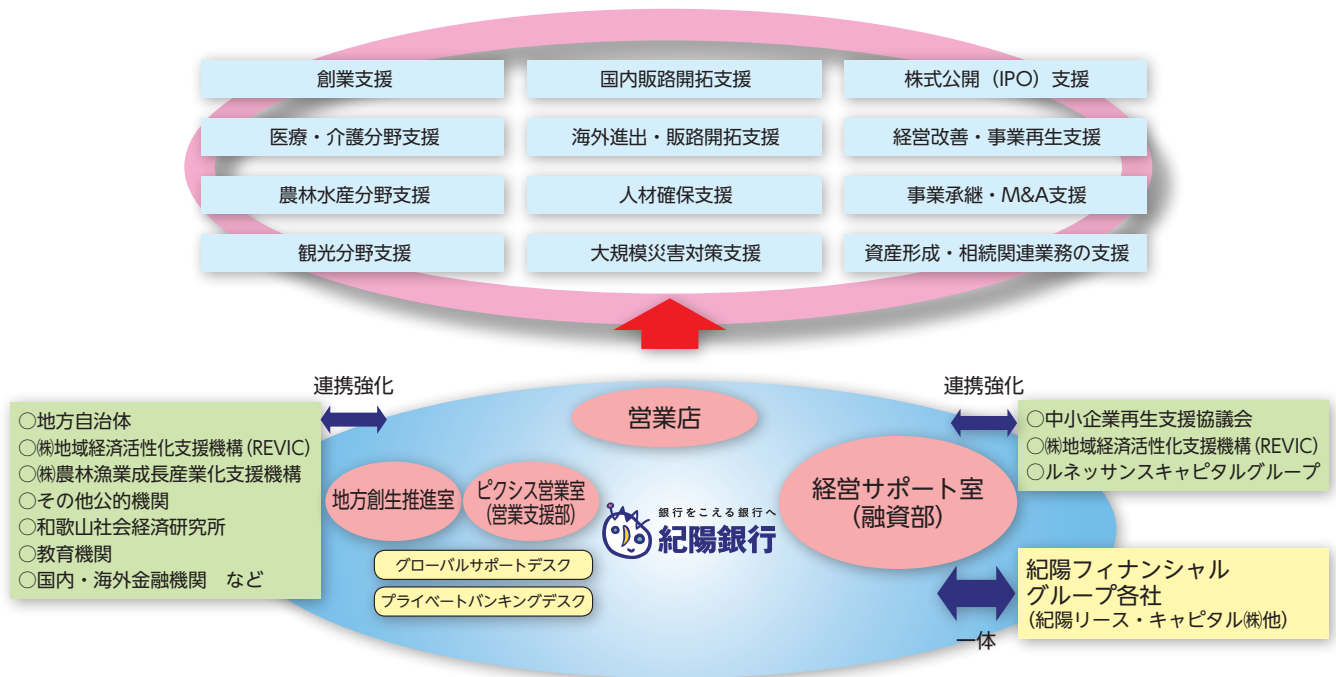 創業支援
国内販路開拓支援
株式公開（IPO）支援
医療・介護分野支援
海外進出・販路開拓支援
経営改善・事業再生支援
農林水産分野支援
人材確保支援
事業承継・M&A支援
観光分野支援
大規模災害対策支援
資産形成・相続関連業務の支援
連携強化
○地方自治体
○㈱地域経済活性化支援機構(REVIC)
○㈱農林漁業成長産業化支援機構
○その他公的機関
○和歌山社会経済研究所
○教育機関
○国内・海外金融機関　など
営業店
地方創生推進室
ピクシス営業室
(営業支援部)
グローバルサポートデスク
プライベートバンキングデスク
銀行をこえる銀行へ
紀陽銀行
経営サポート室
(融資部)
連携強化
○中小企業再生支援協議会
○㈱地域経済活性化支援機構(REVIC)
○ルネッサンスキャピタルグループ
紀陽フィナンシャル
グループ各社
(紀陽リース・キャピタル㈱他)
一体